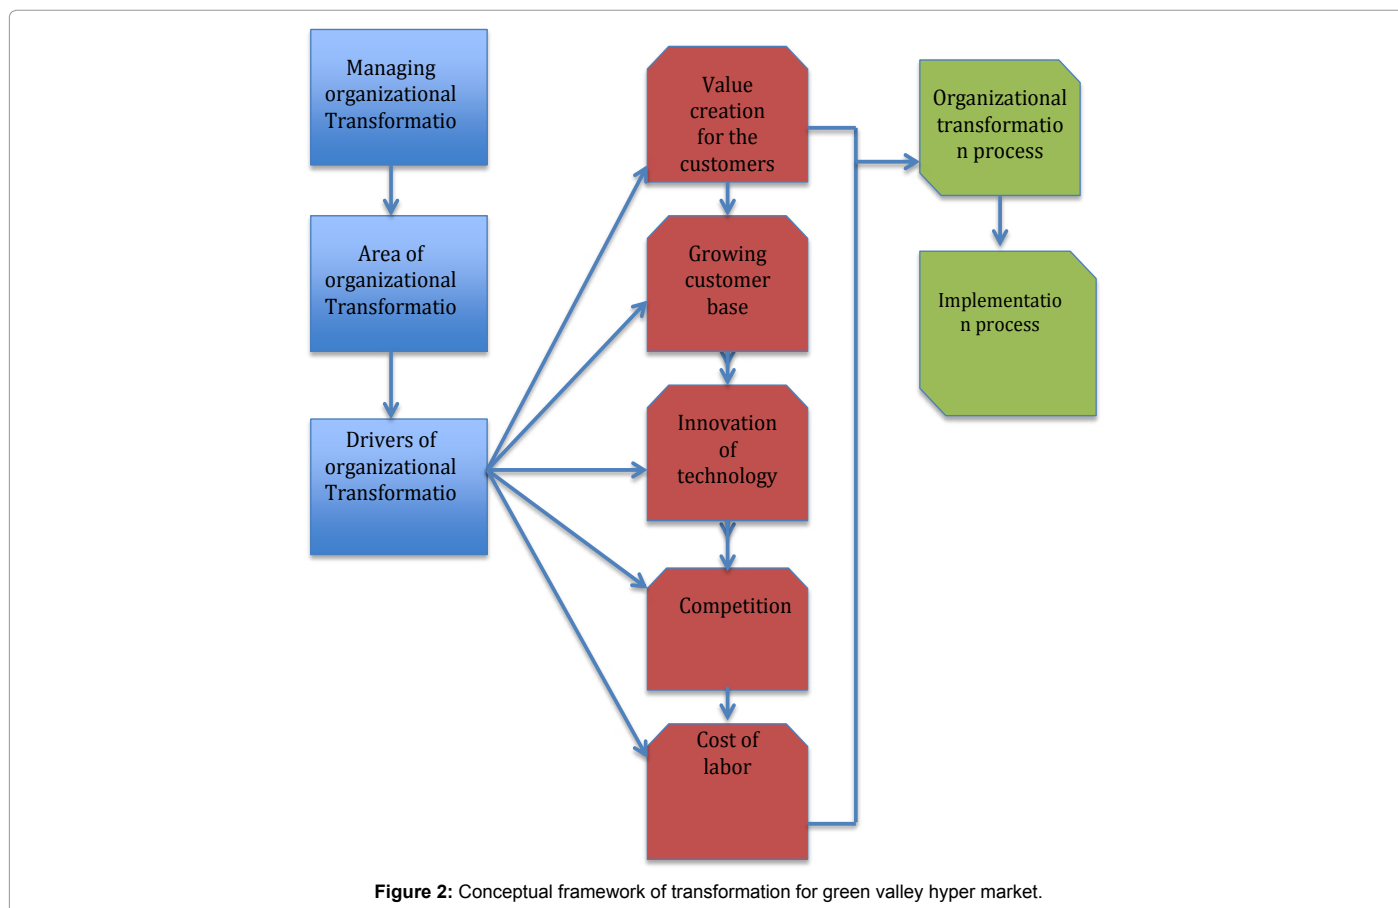 Managing
organizational
Transformatio
Area of
organizational
Transformatio
Drivers of
organizational
Transformatio
Value
creation
for the
customers
Growing
customer
base
Innovation
of
technology
Competition
Cost of
labor
Organizational
transformatio
n process
Implementatio
n process
Figure 2: Conceptual framework of transformation for green valley hyper market.